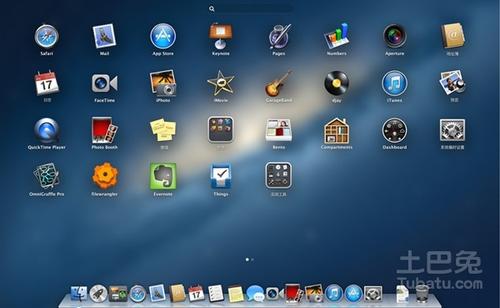 Safari Mail App Store Keynote Pages Numbers Aperture 通讯簿
17
日历 FaceTime iPhoto iMovie GarageBand djay iTunes 预览
QuickTime Player Photo Booth 便笺 Bento Compartments Dashboard 系统偏好设置
OmniGraffle Pro filewrangler Evernote Things 实用工具
17
土巴兔
Tubatu.com